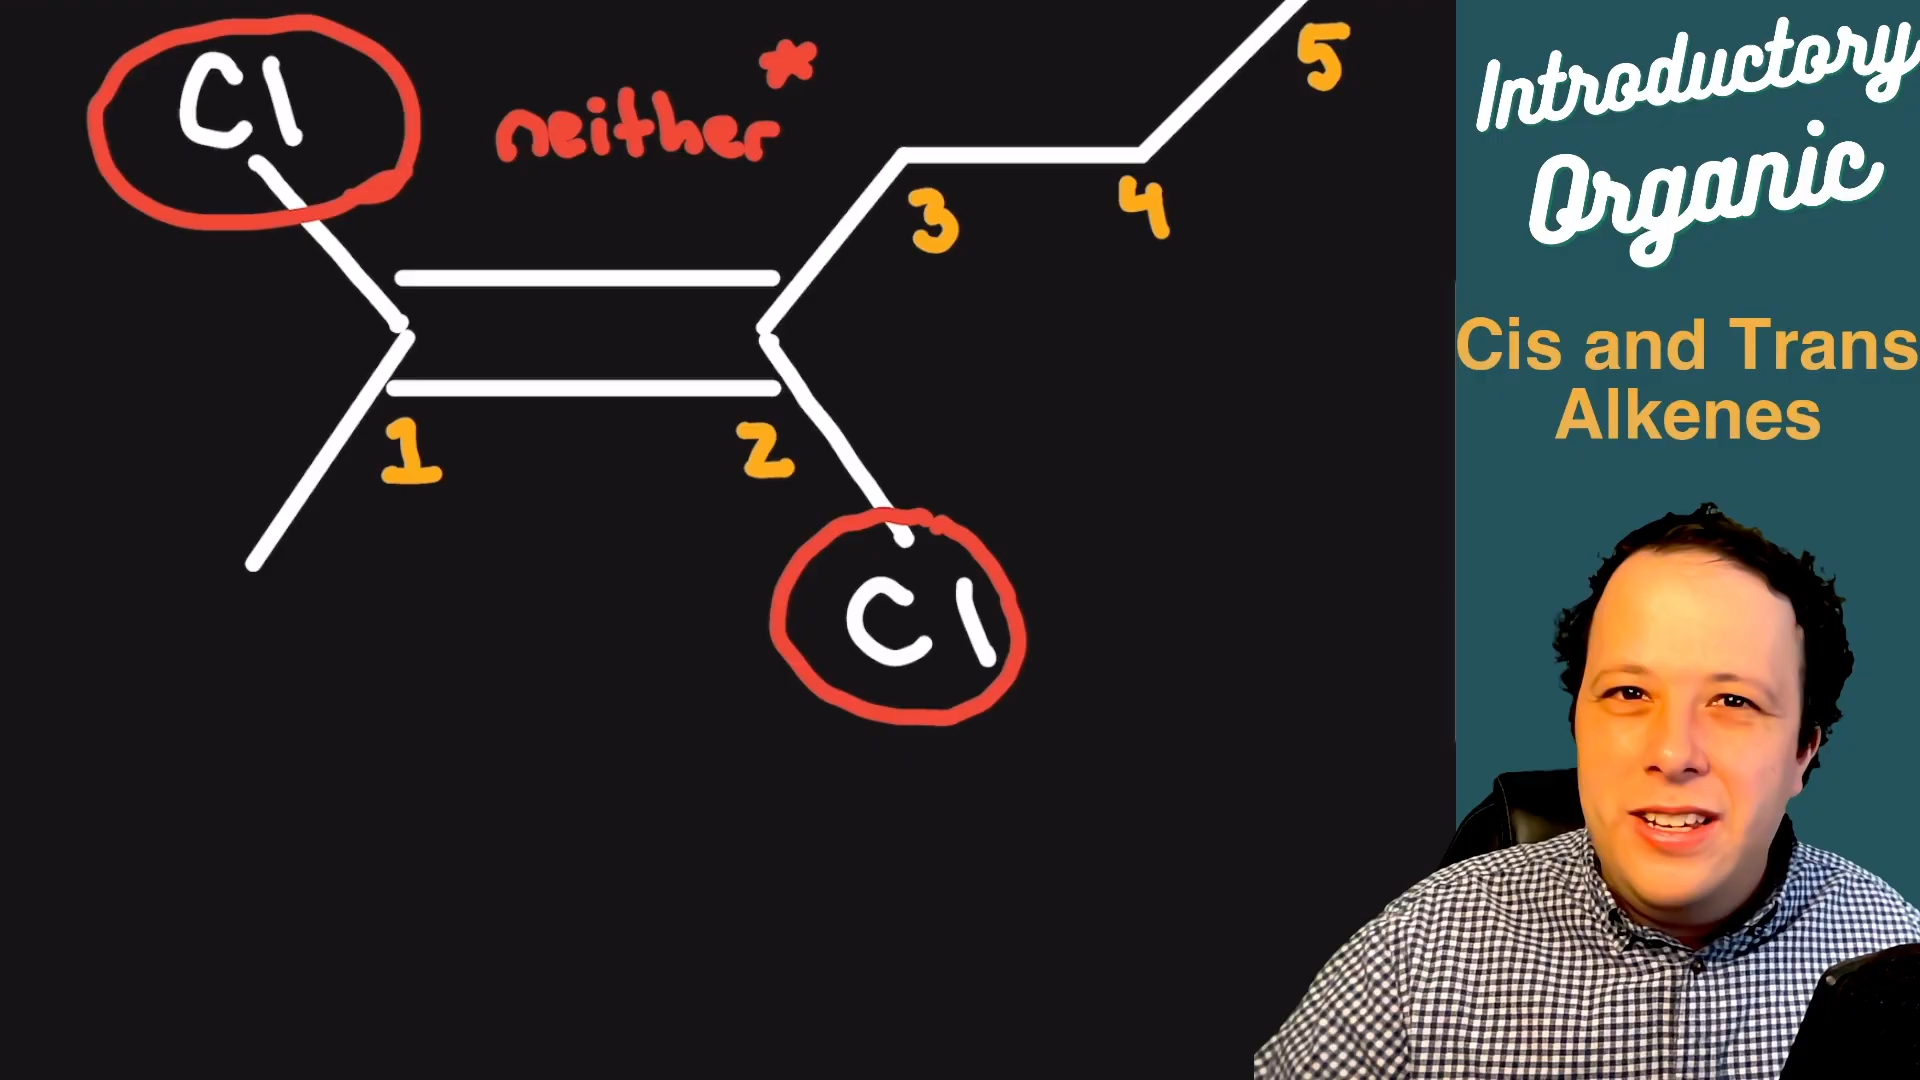 Cl
neither*
5
3
4
1
2
Cl
Introductory
Organic
Cis and Trans
Alkenes